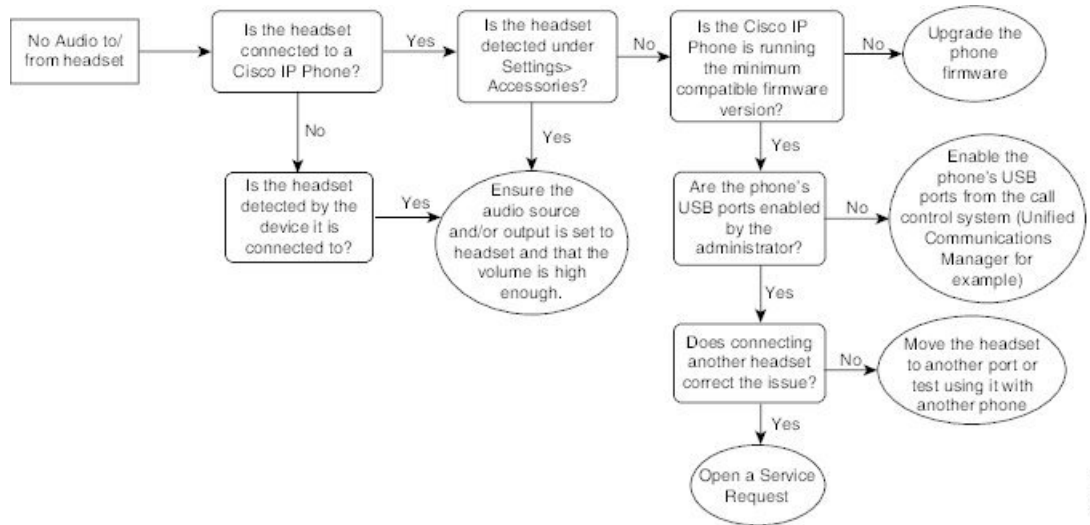 No Audio to/
from headset
Is the headset
connected to a
Cisco IP Phone?
Yes
Is the headset
detected under
Settings>
Accessories?
No
Is the Cisco IP
Phone is running
the minimum
compatible firmware
version?
No
Upgrade the
phone
firmware
No
Yes
Yes
Is the headset
detected by the
device it is
connected to?
Yes
Ensure the
audio source
and/or output is set to
headset and that the
volume is high
enough.
Are the phone's
USB ports enabled
by the
administrator?
No
Enable the
phone's USB
ports from the call
control system (Unified
Communications
Manager for
example)
Yes
Does connecting
another headset
correct the issue?
No
Move the headset
to another port or
test using it with
another phone
Yes
Open a Service
Request